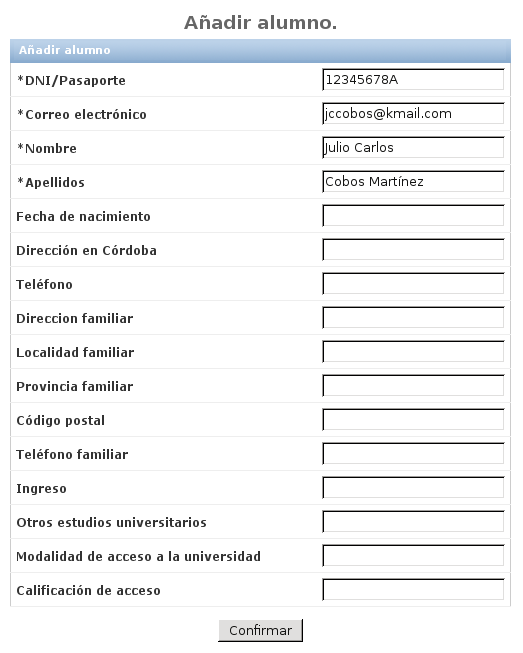 Añadir alumno.
Añadir alumno
*DNI/Pasaporte 12345678A
*Correo electrónico jccobos@kmail.com
*Nombre Julio Carlos
*Apellidos Cobos Martínez
Fecha de nacimiento
Dirección en Córdoba
Teléfono
Direccion familiar
Localidad familiar
Provincia familiar
Código postal
Teléfono familiar
Ingreso
Otros estudios universitarios
Modalidad de acceso a la universidad
Calificación de acceso
Confirmar